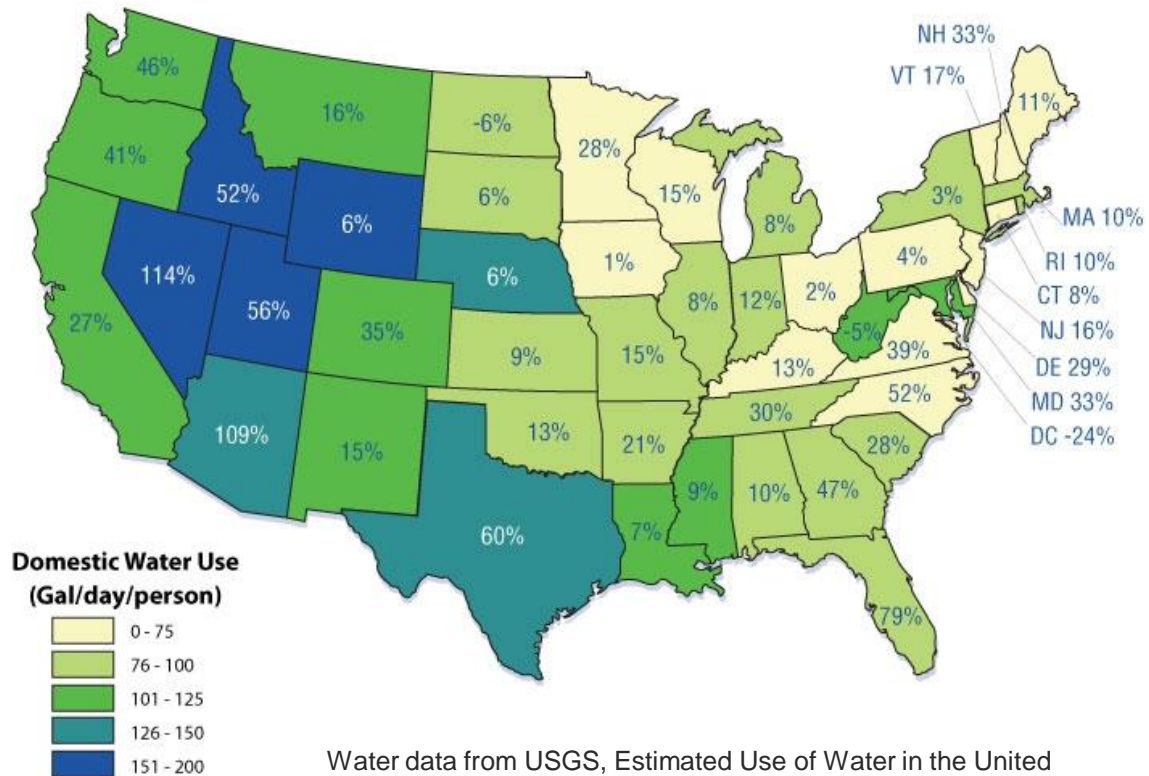 NH 33%
VT 17%
46%
16%
-6%
28%
11%
41%
52%
6%
6%
15%
8%
3%
MA 10%
RI 10%
CT 8%
NJ 16%
DE 29%
MD 33%
DC -24%
114%
56%
6%
1%
2%
4%
27%
35%
9%
8%
12%
-5%
39%
15%
13%
52%
109%
15%
13%
21%
30%
28%
60%
7%
9%
10%
47%
79%
Domestic Water Use
(Gal/day/person)
0 - 75
76 - 100
101 - 125
126 - 150
151 - 200
Water data from USGS, Estimated Use of Water in the United